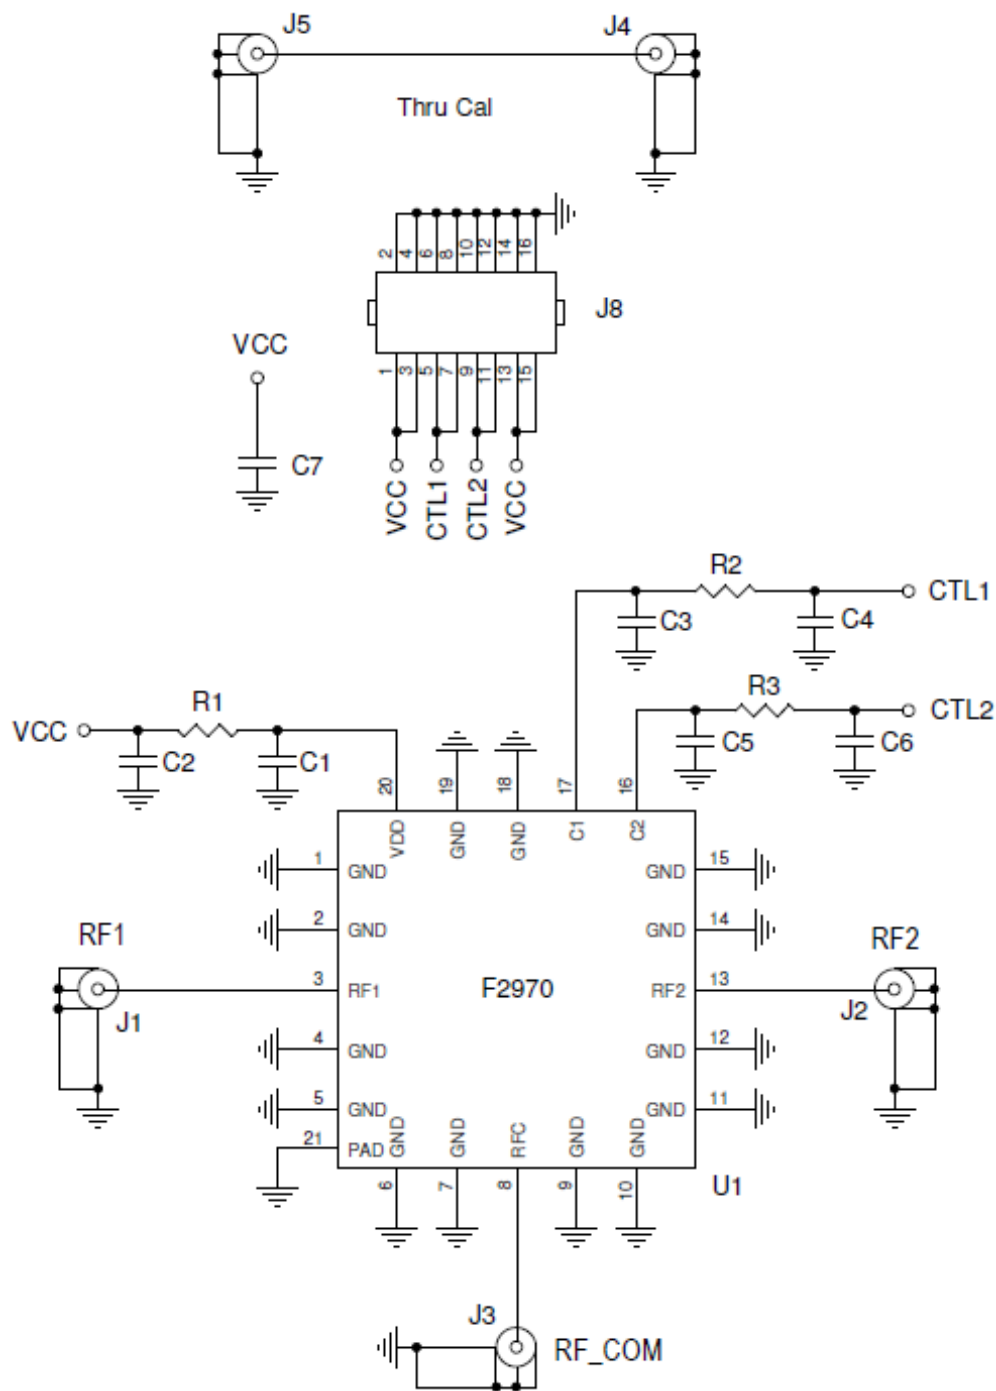 J5 J4
Thru Cal
2 4 6 8 10 12 14 16
J8
VCC
1 3 5 7 9 11 13 15
C7
VCC CTL1 CTL2 VCC
R2
CTL1
C3 C4
R1 R3
VCC CTL2
C2 C1 C5 C6
20 19 18 17 16
VDD GND GND C1 C2
1 GND GND 15
2 GND GND 14
RF1 RF2
3 RF1 F2970 RF2 13
J1 J2
4 GND GND 12
5 GND GND 11
21 PAD GND GND RFC GND GND
6 7 8 9 10
U1
J3
RF_COM